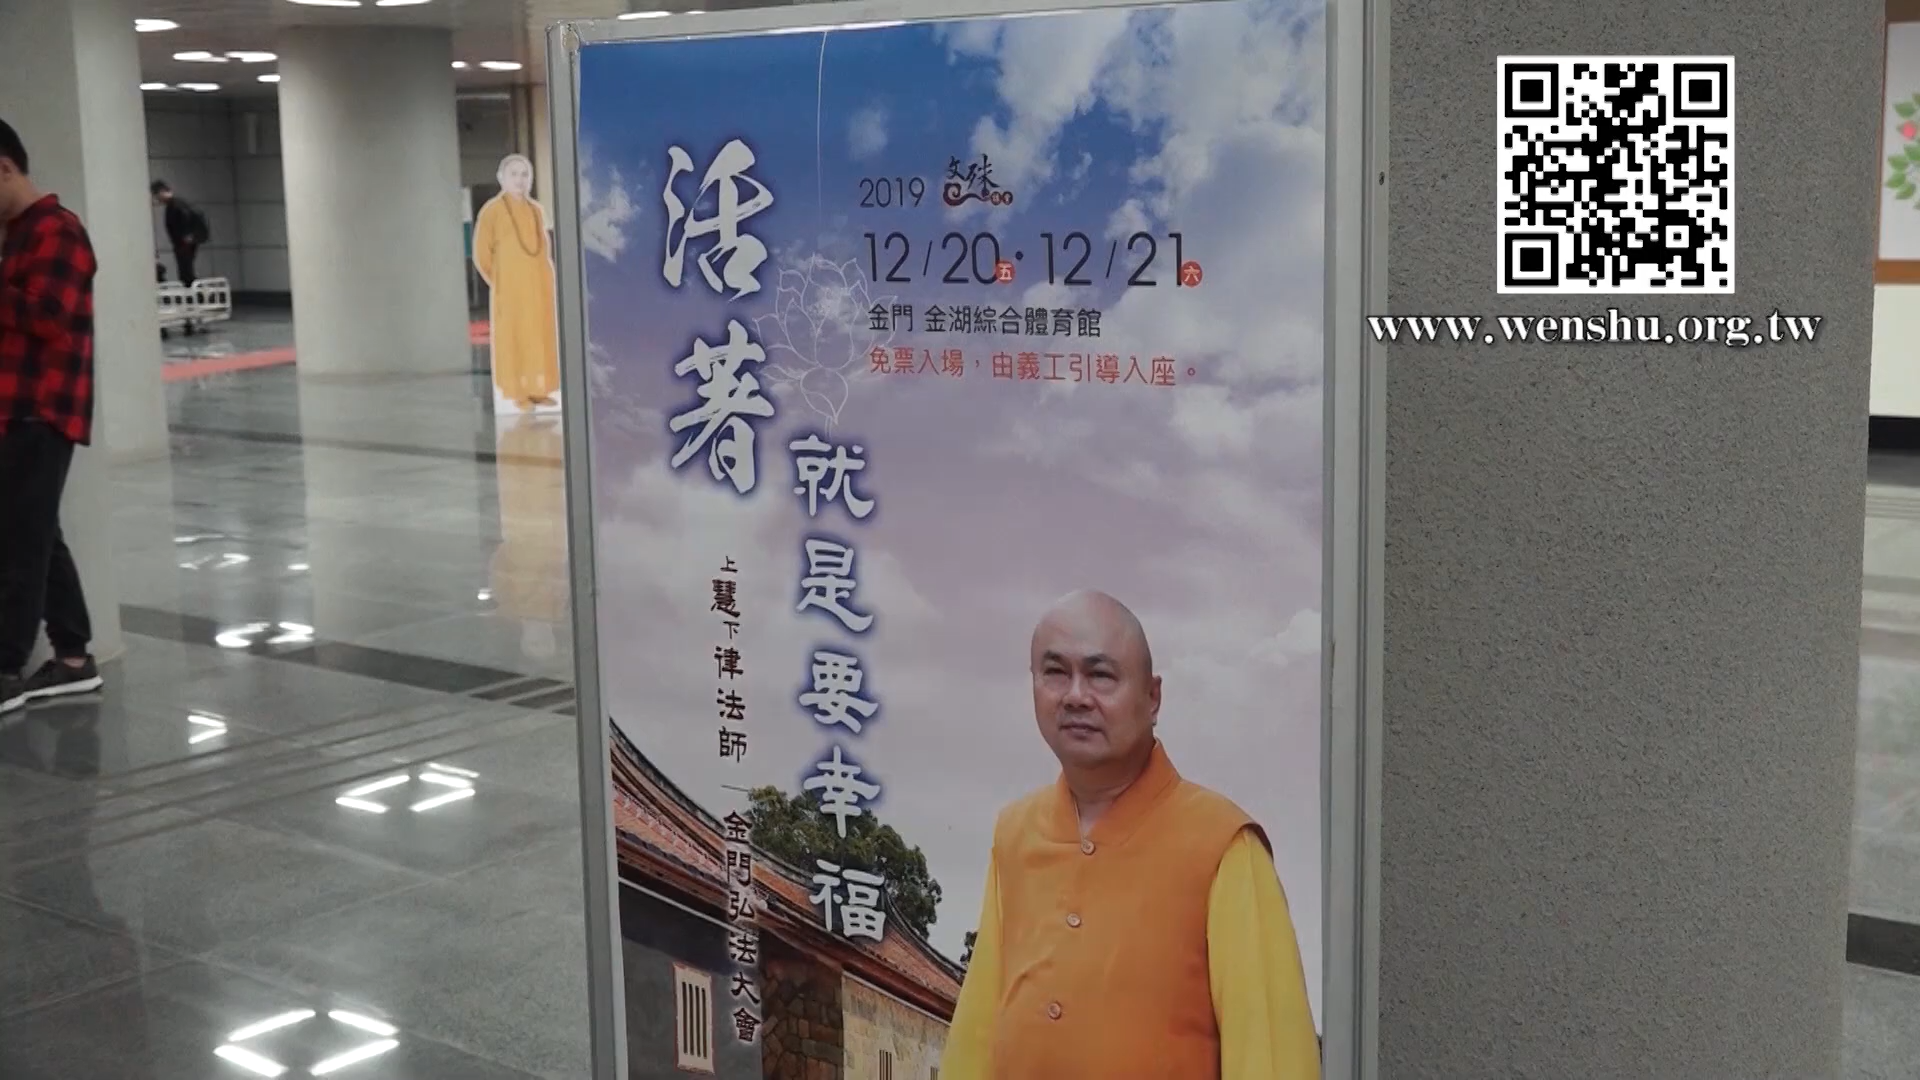 活著
就是要幸福
2019 文殊
12/20五·12/21六
金門 金湖綜合體育館
免票入場，由義工引導入座。
上慧下律法師
金門弘法大會
www.wenshu.org.tw